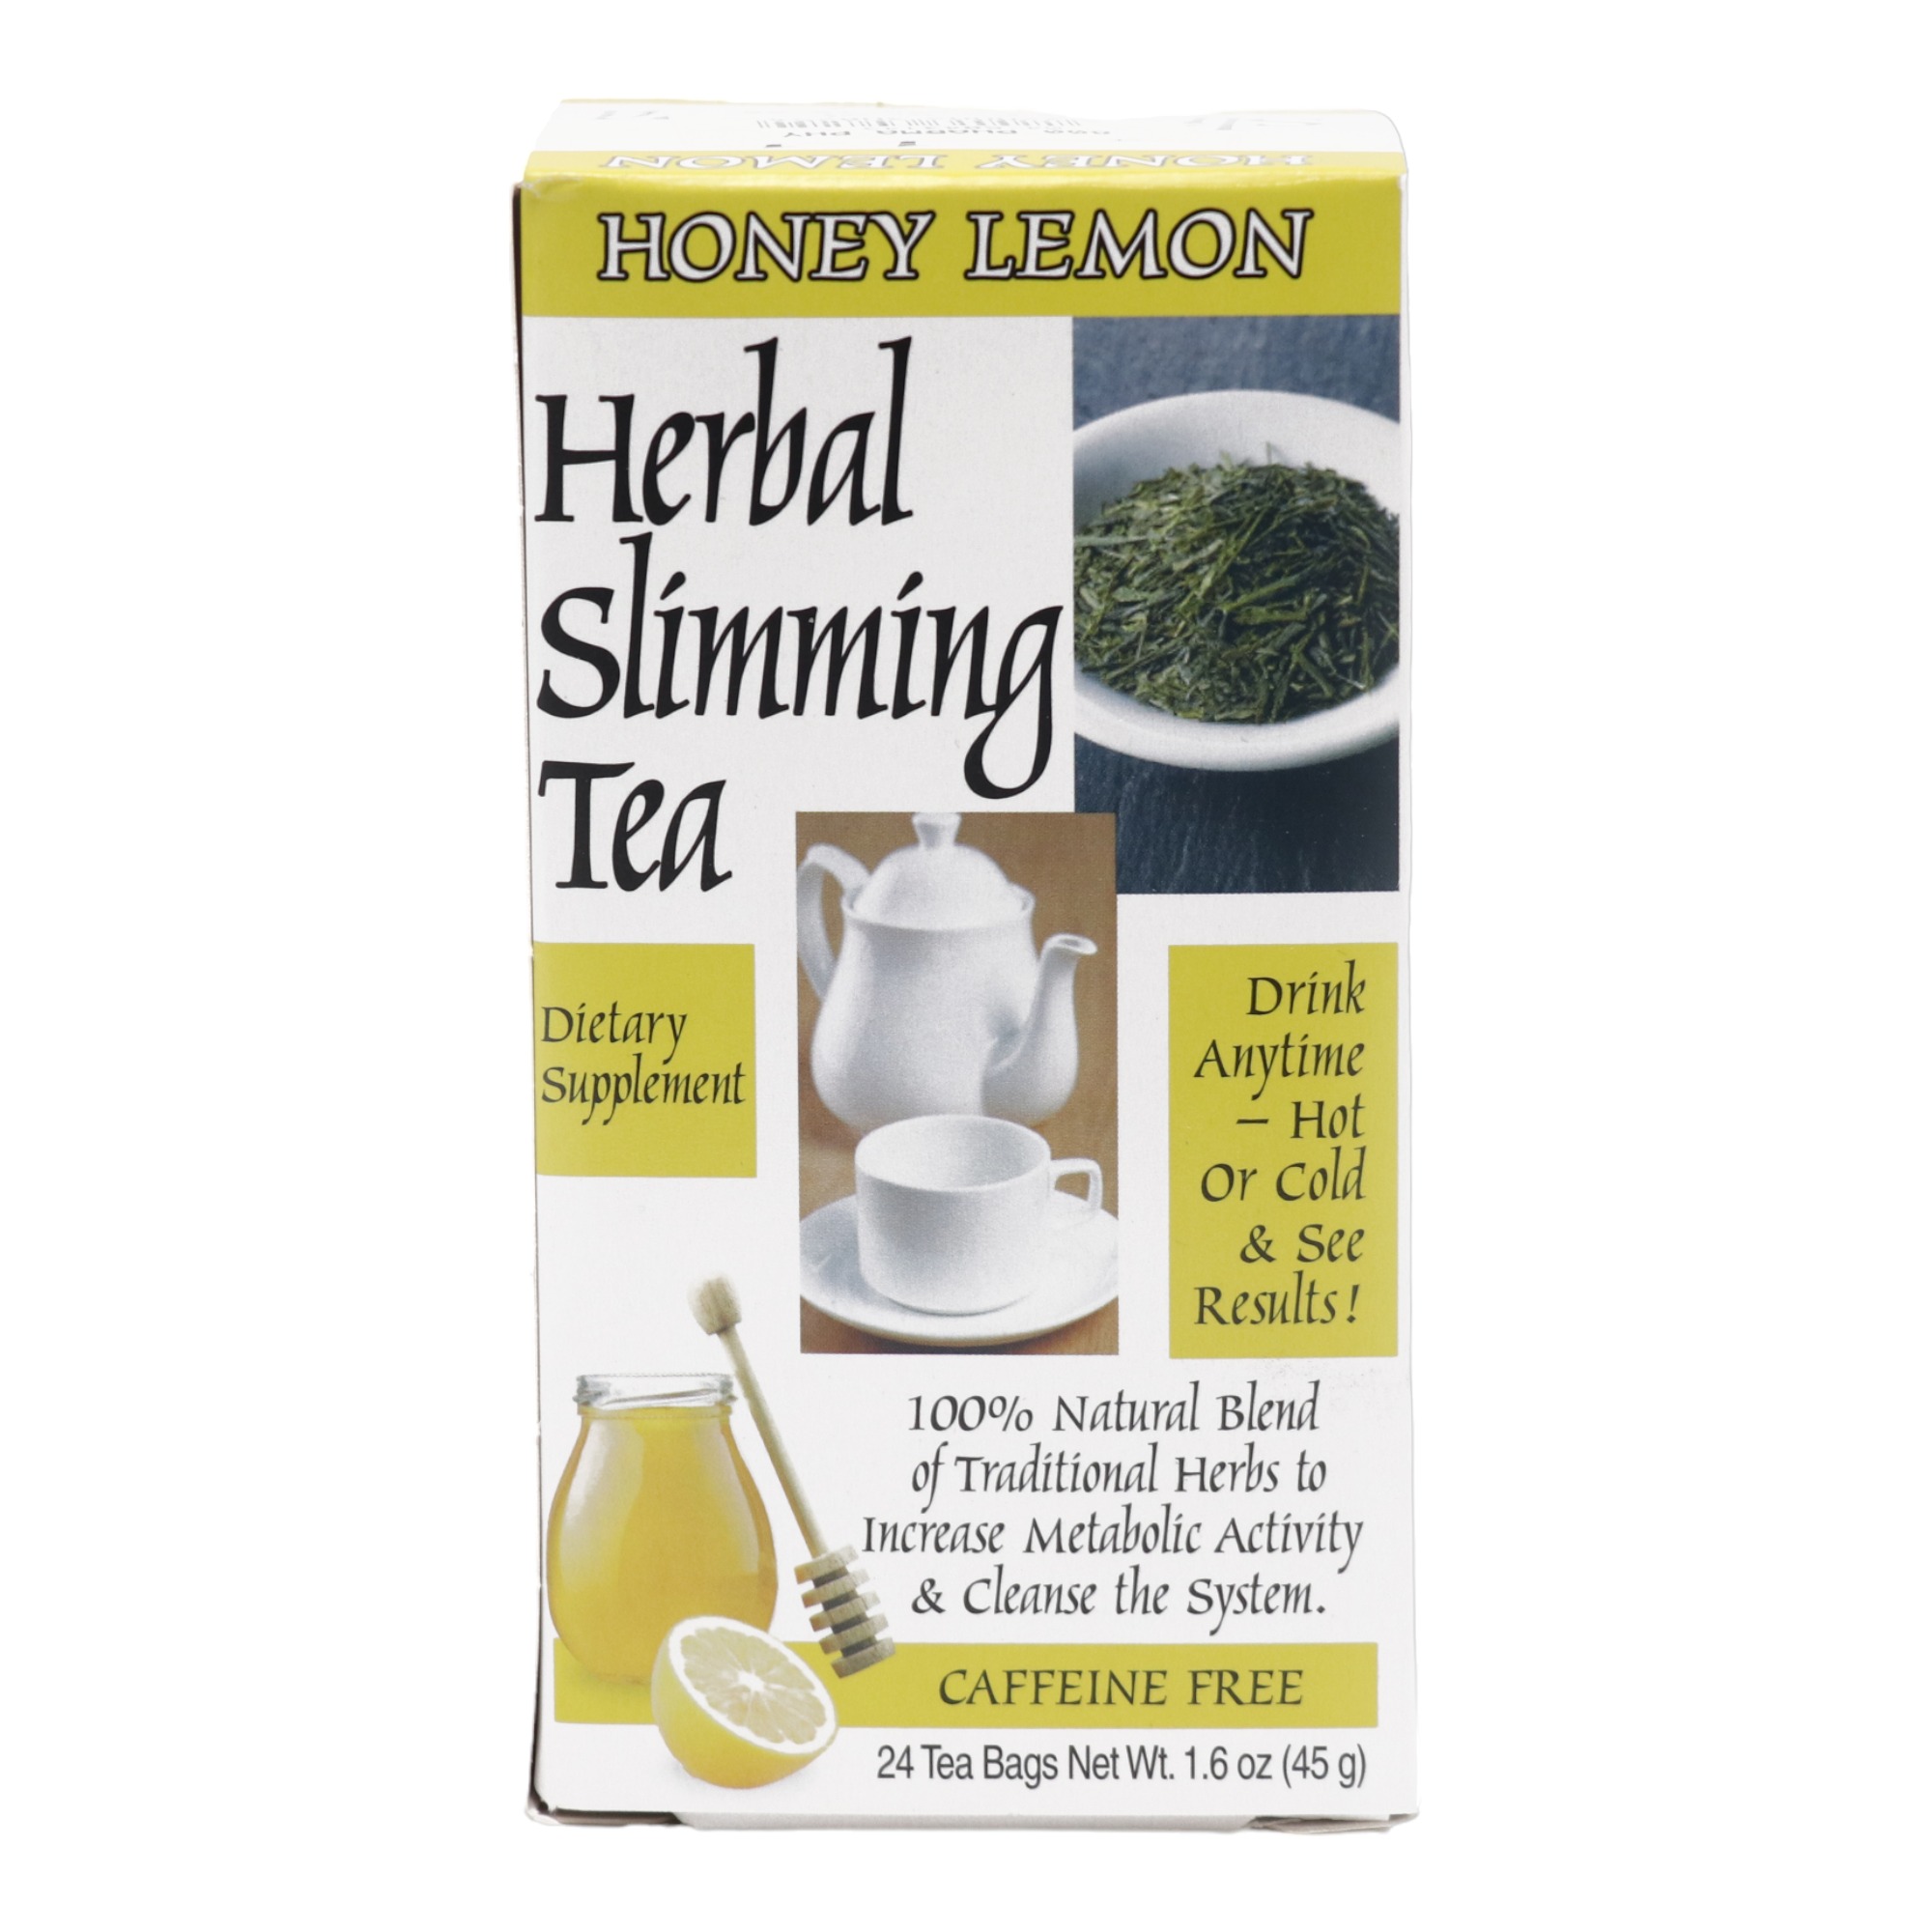 HONEY LEMON
HONEY LEMON
Herbal
Slimming
Tea
Dietary
Supplement
Drink
Anytime
– Hot
Or Cold
& See
Results!
100% Natural Blend
of Traditional Herbs to
Increase Metabolic Activity
& Cleanse the System.
CAFFEINE FREE
24 Tea Bags Net Wt. 1.6 oz (45 g)